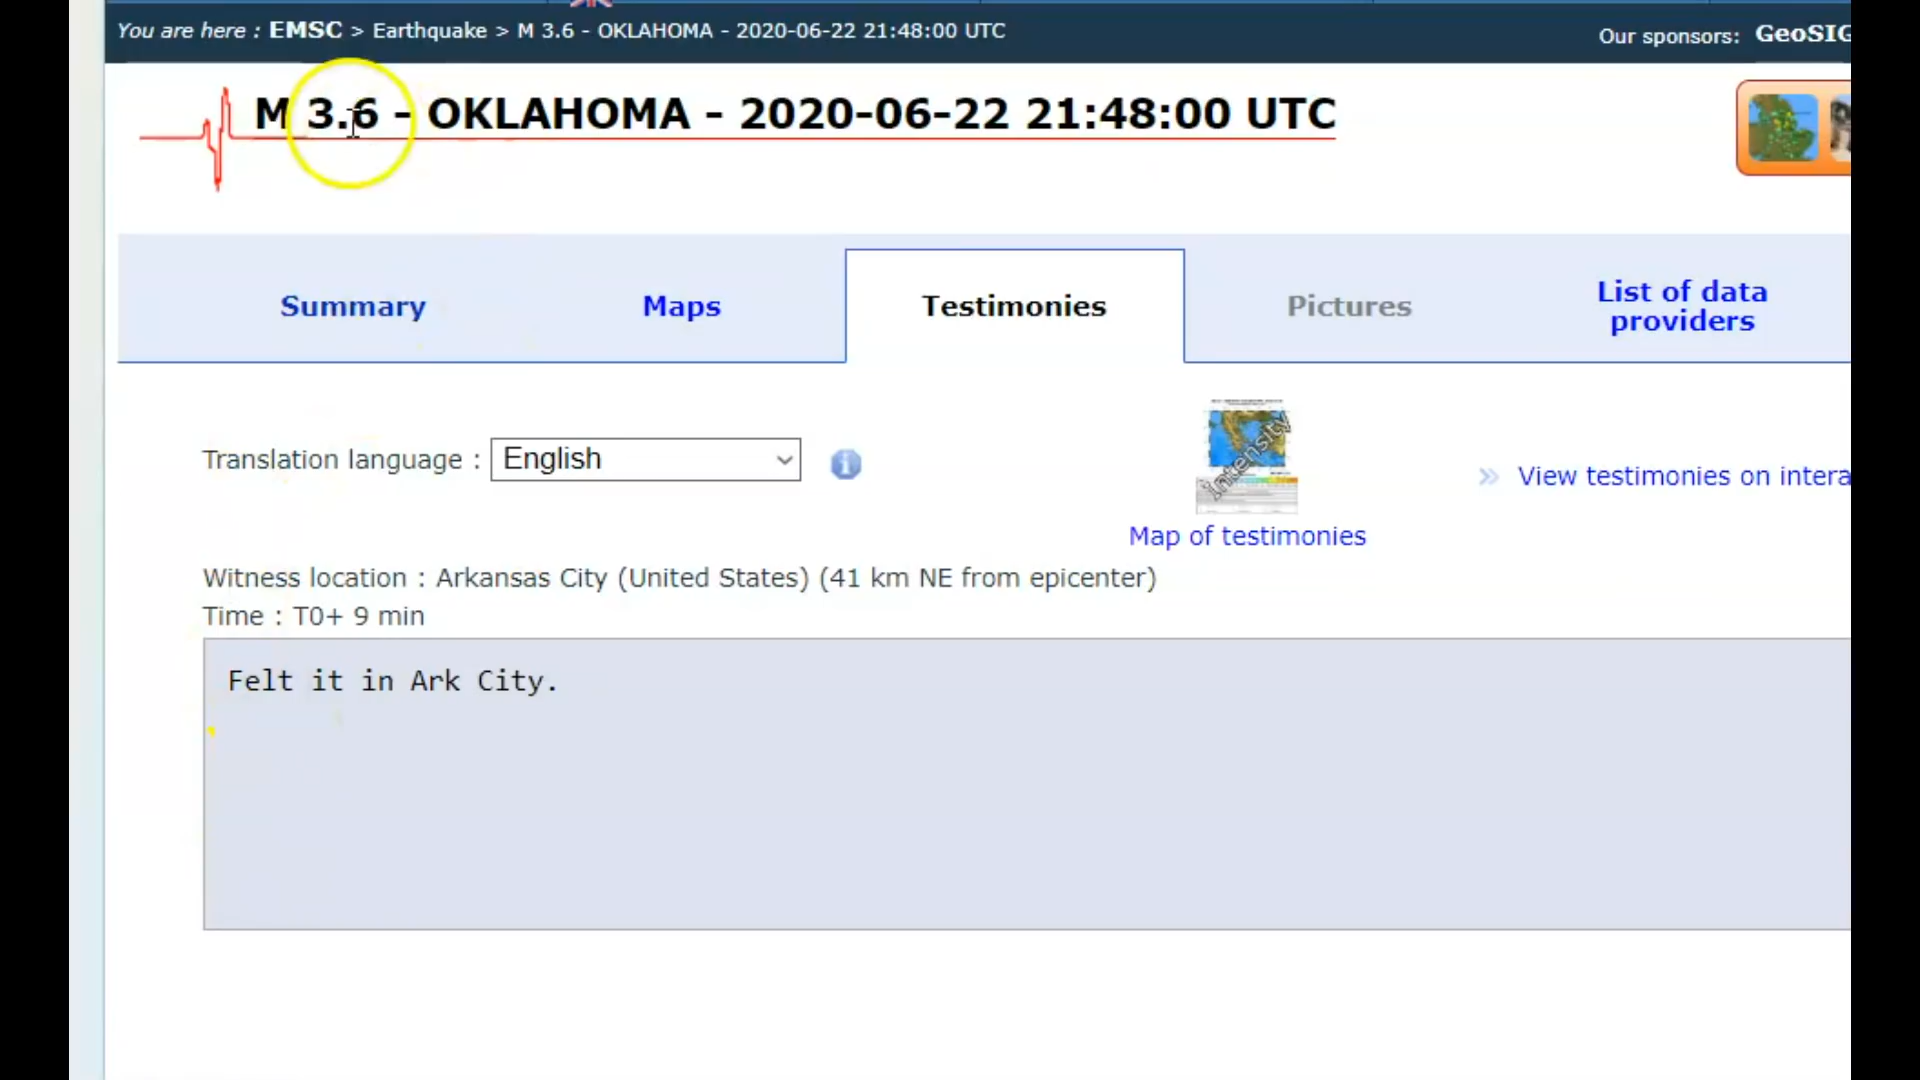 You are here : EMSC > Earthquake > M 3.6 - OKLAHOMA - 2020-06-22 21:48:00 UTC
Our sponsors: GeoSIG
M 3.6 - OKLAHOMA - 2020-06-22 21:48:00 UTC
Summary
Maps
Testimonies
Pictures
List of data
providers
Translation language : English
intensity
View testimonies on intera
Map of testimonies
Witness location : Arkansas City (United States) (41 km NE from epicenter)
Time : T0+ 9 min
Felt it in Ark City.